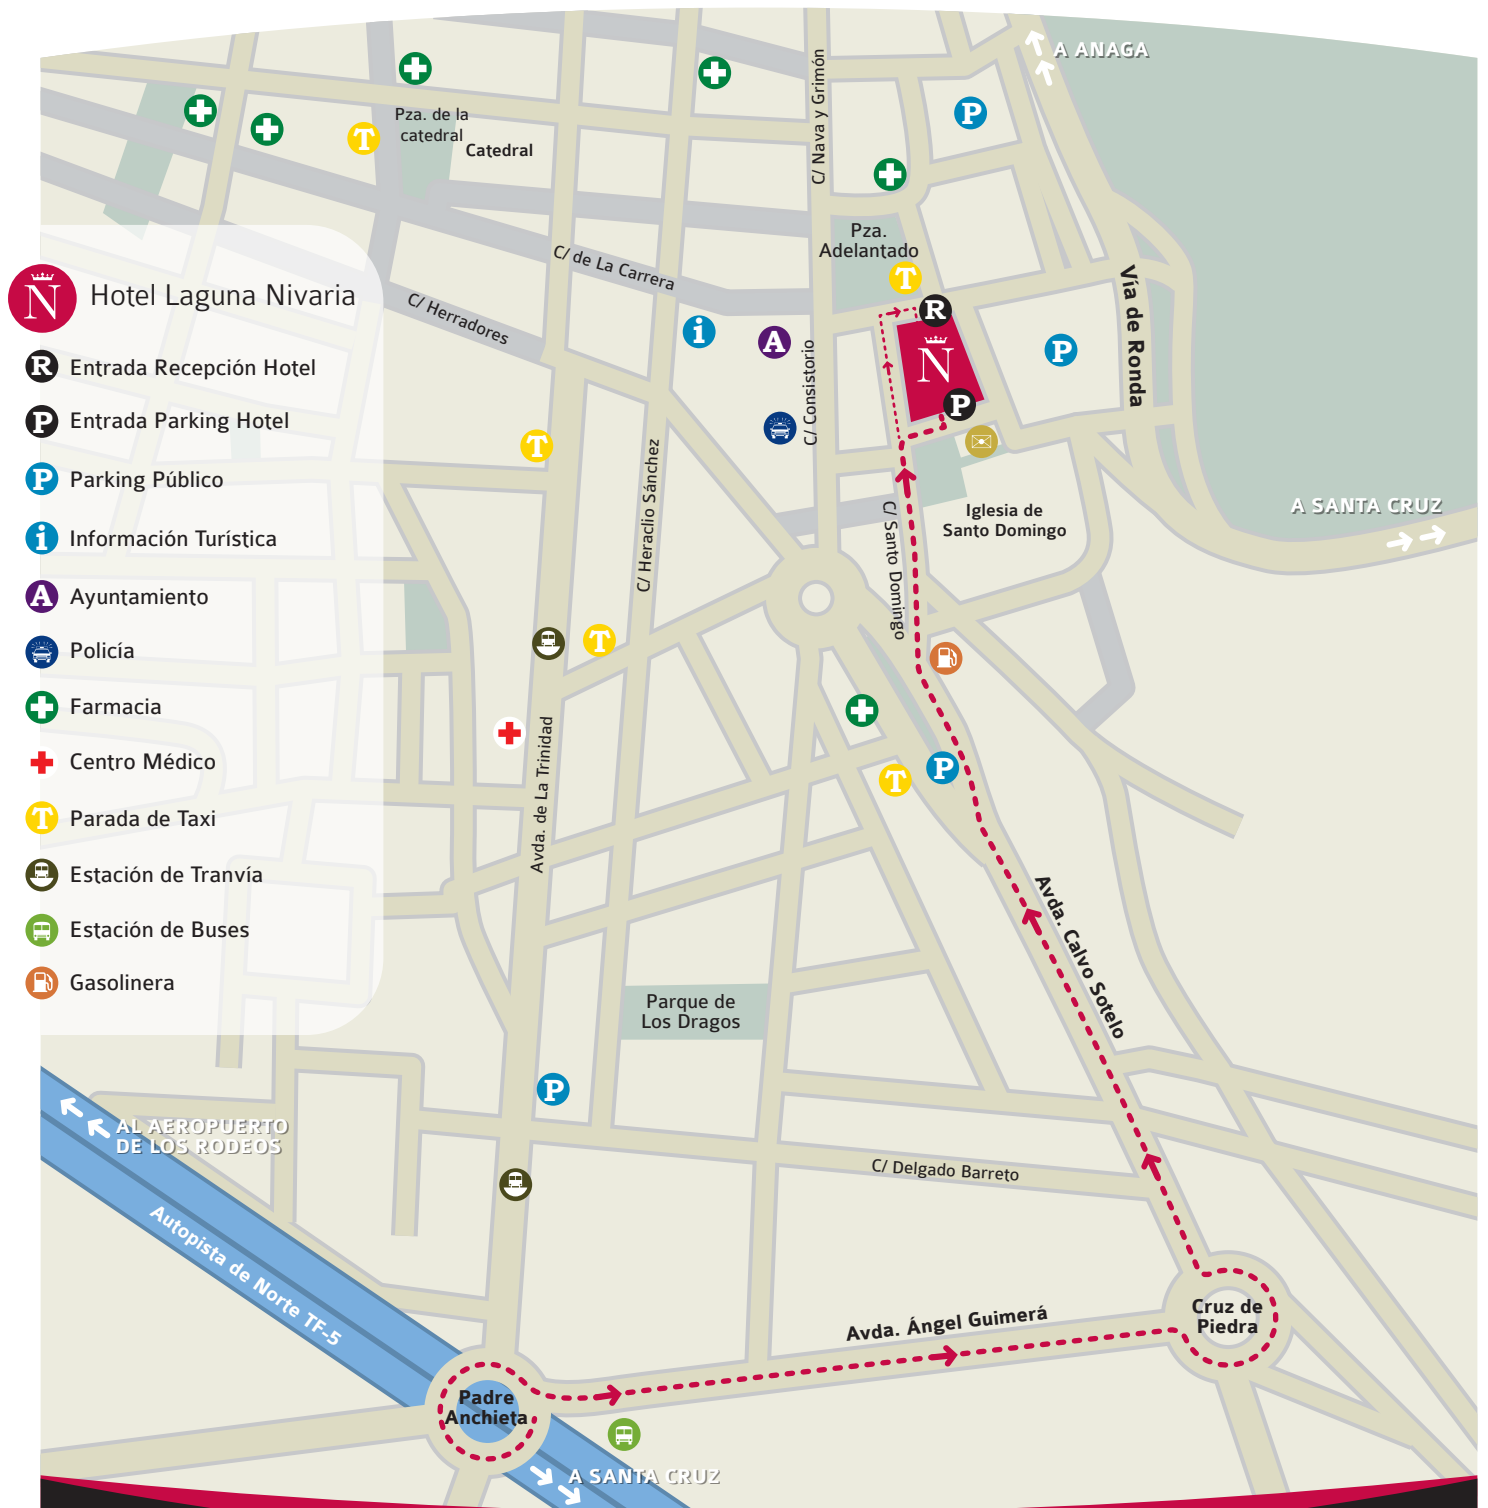 A ANAGA
Pza. de la
catedral
Catedral
C/ Nava y Grimón
P
T
Pza.
Adelantado
T
C/ de La Carrera
C/ Herradores
Vía de Ronda
N
Hotel Laguna Nivaria
R
Entrada Recepción Hotel
P
Entrada Parking Hotel
P
Parking Público
i
Información Turística
A
Ayuntamiento
Policía
Farmacia
Centro Médico
T
Parada de Taxi
Estación de Tranvía
Estación de Buses
Gasolinera
i
A
R
N
P
P
C/ Consistorio
T
C/ Heraclio Sánchez
A SANTA CRUZ
Iglesia de
Santo Domingo
C/ Santo Domingo
T
Avda. de La Trinidad
T
P
Avda. Calvo Sotelo
Parque de
Los Dragos
P
AL AEROPUERTO
DE LOS RODEOS
C/ Delgado Barreto
Autopista de Norte TF-5
Avda. Ángel Guimerá
Cruz de
Piedra
Padre
Anchieta
A SANTA CRUZ